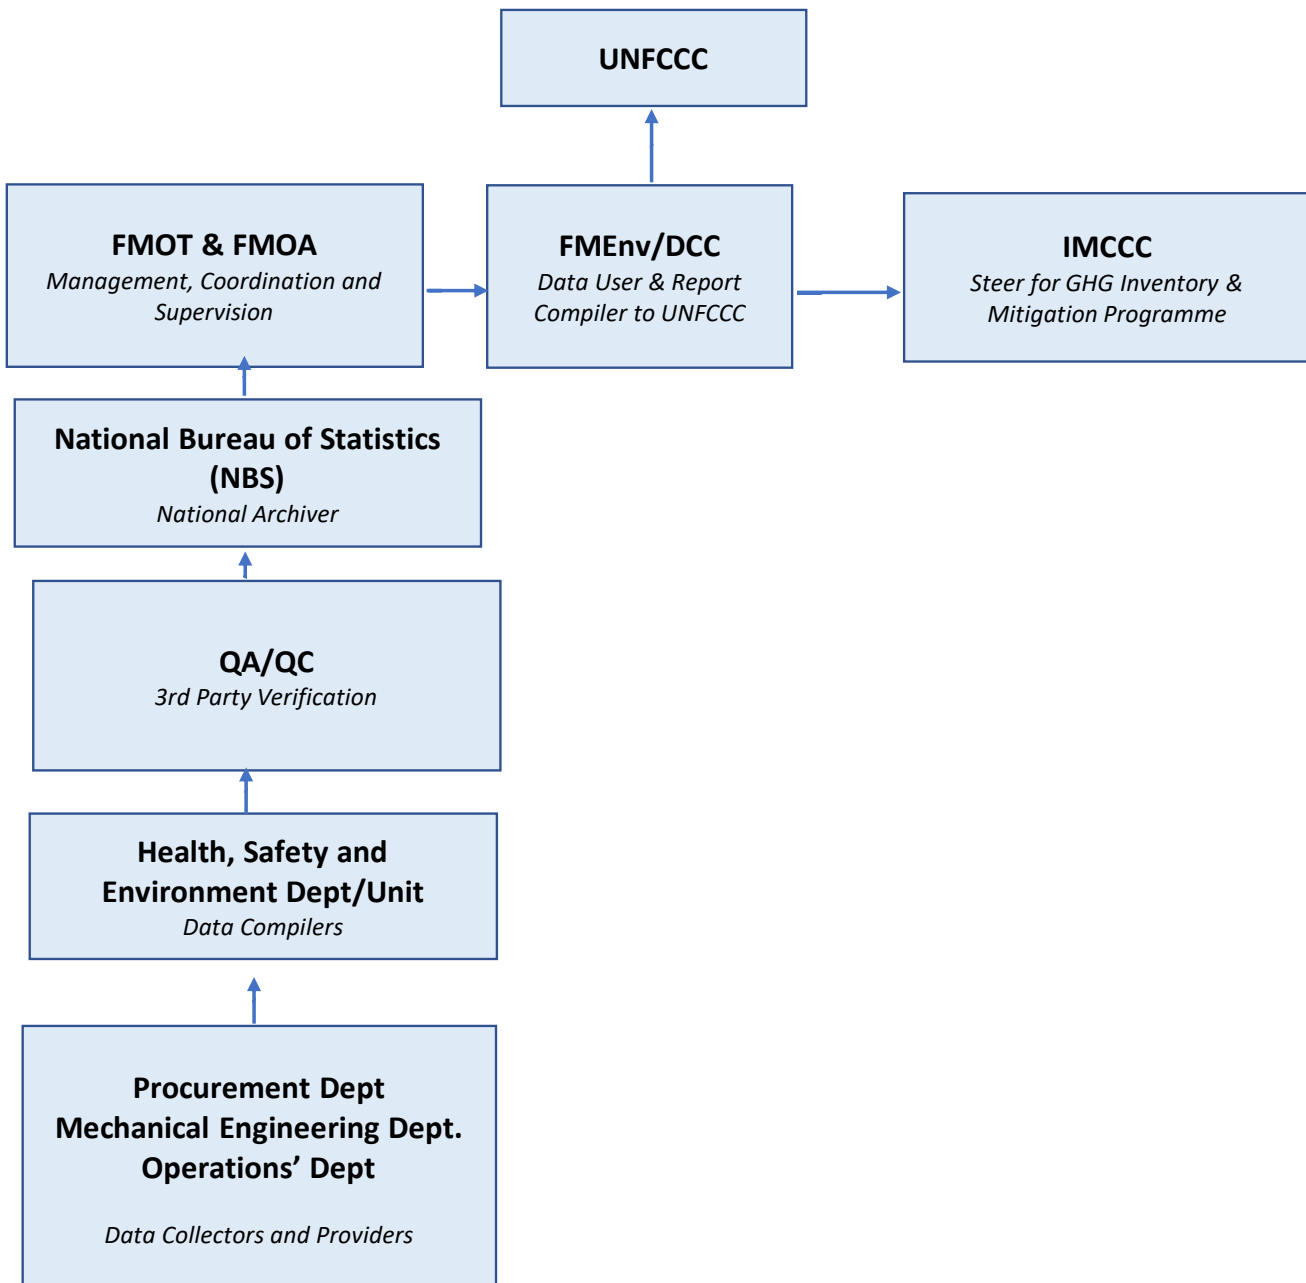 UNFCCC
FMOT & FMOA
Management, Coordination and
Supervision
FMEnv/DCC
Data User & Report
Compiler to UNFCCC
IMCCC
Steer for GHG Inventory &
Mitigation Programme
National Bureau of Statistics
(NBS)
National Archiver
QA/QC
3rd Party Verification
Health, Safety and
Environment Dept/Unit
Data Compilers
Procurement Dept
Mechanical Engineering Dept.
Operations’ Dept
Data Collectors and Providers